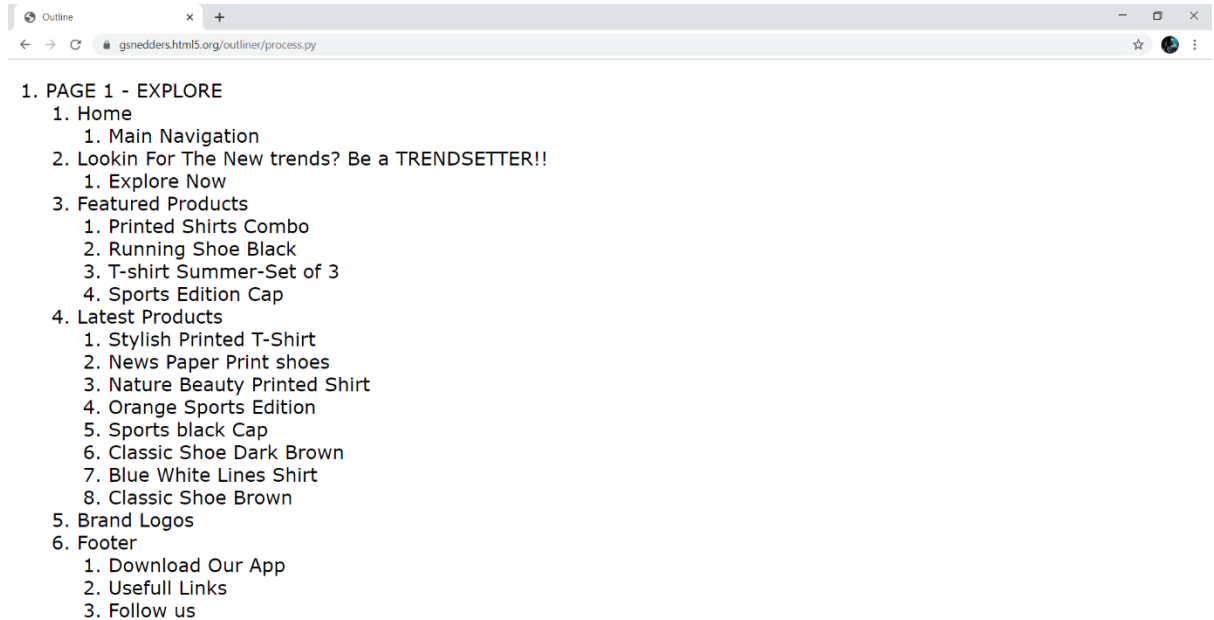 Outline
gsnedders.html5.org/outliner/process.py
1. PAGE 1 - EXPLORE
1. Home
1. Main Navigation
2. Lookin For The New trends? Be a TRENDSETTER!!
1. Explore Now
3. Featured Products
1. Printed Shirts Combo
2. Running Shoe Black
3. T-shirt Summer-Set of 3
4. Sports Edition Cap
4. Latest Products
1. Stylish Printed T-Shirt
2. News Paper Print shoes
3. Nature Beauty Printed Shirt
4. Orange Sports Edition
5. Sports black Cap
6. Classic Shoe Dark Brown
7. Blue White Lines Shirt
8. Classic Shoe Brown
5. Brand Logos
6. Footer
1. Download Our App
2. Usefull Links
3. Follow us